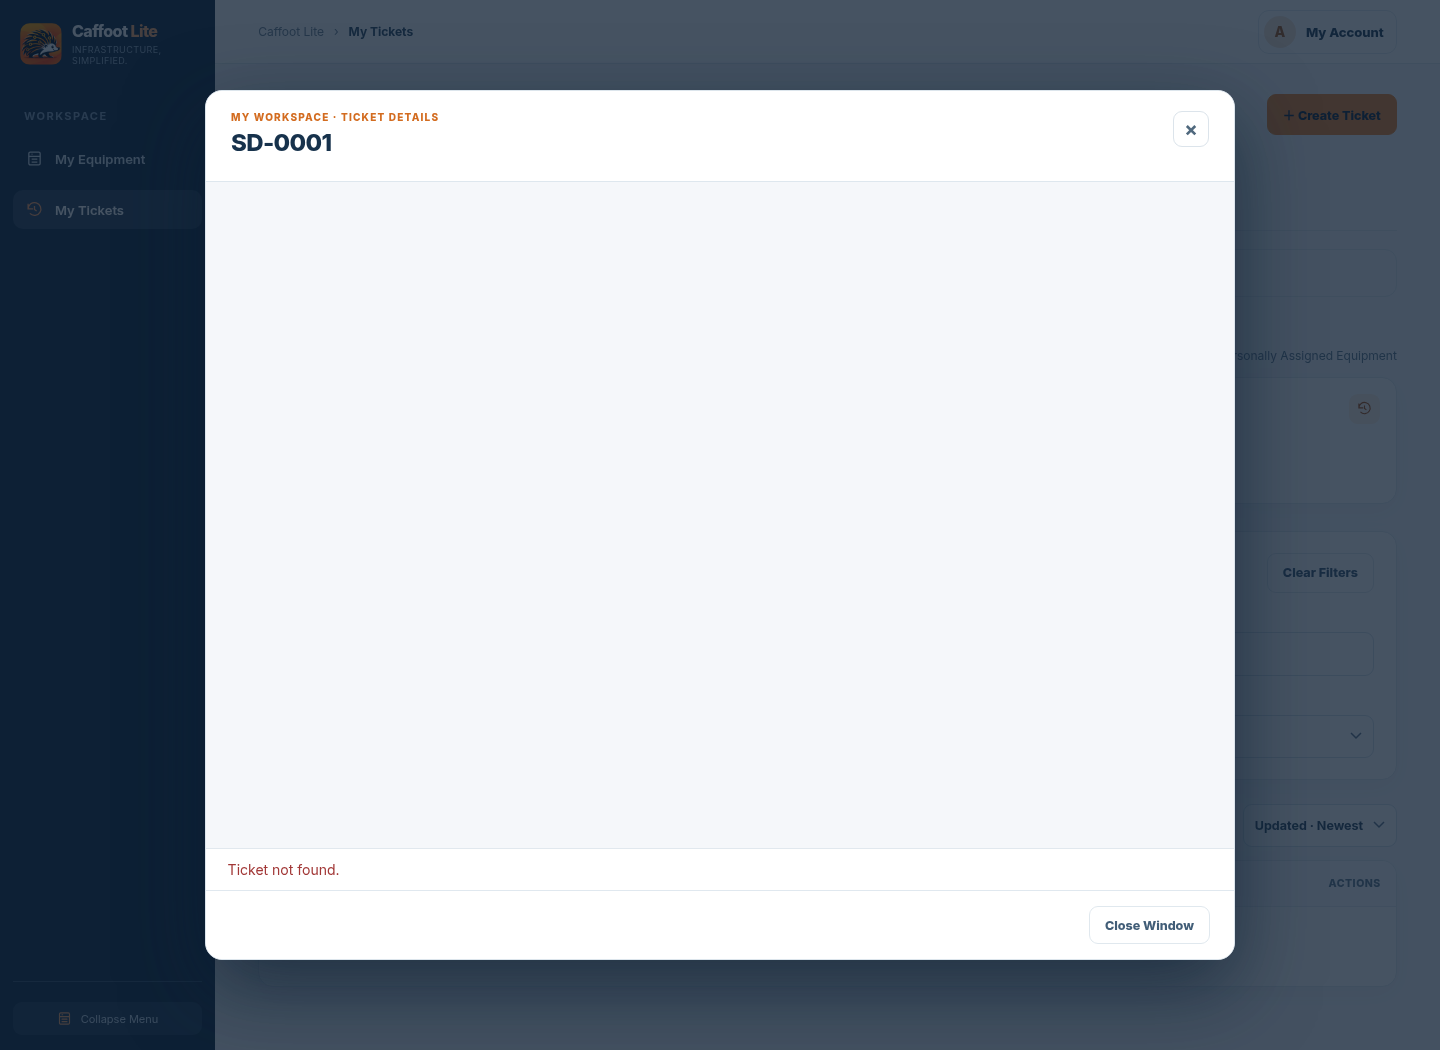 Caffoot Lite
INFRASTRUCTURE,
SIMPLIFIED.
WORKSPACE
My Equipment
My Tickets
Collapse Menu
Caffoot Lite › My Tickets
A My Account
+ Create Ticket
MY WORKSPACE · TICKET DETAILS
SD-0001
×
Assigned Equipment
Clear Filters
Updated · Newest
ACTIONS
Ticket not found.
Close Window